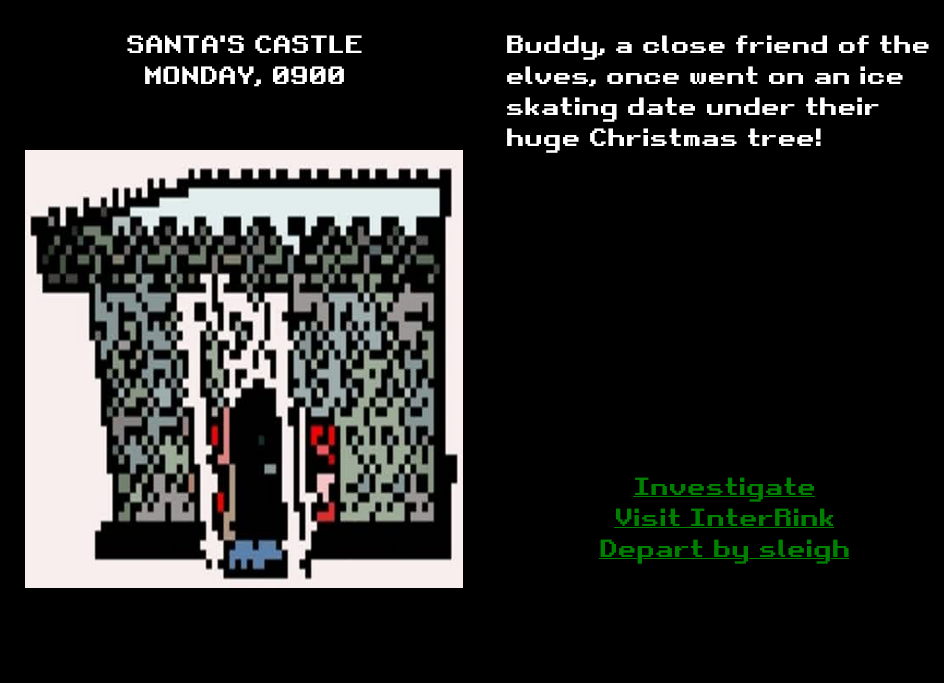 SANTA'S CASTLE
MONDAY, 0900
Buddy, a close friend of the
elves, once went on an ice
skating date under their
huge Christmas tree!
Investigate
Visit InterRink
Depart by sleigh